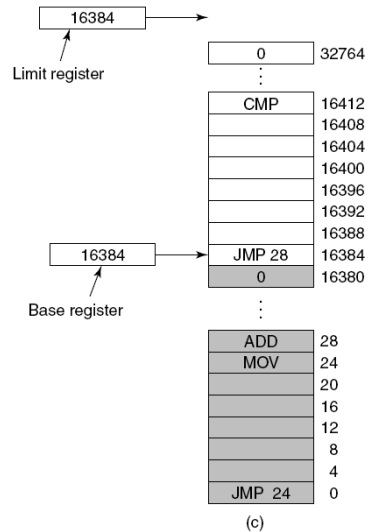 16384
Limit register
0 32764
CMP 16412
16408
16404
16400
16396
16392
16388
16384 JMP 28 16384
0 16380
Base register
ADD 28
MOV 24
20
16
12
8
4
JMP 24 0
(c)